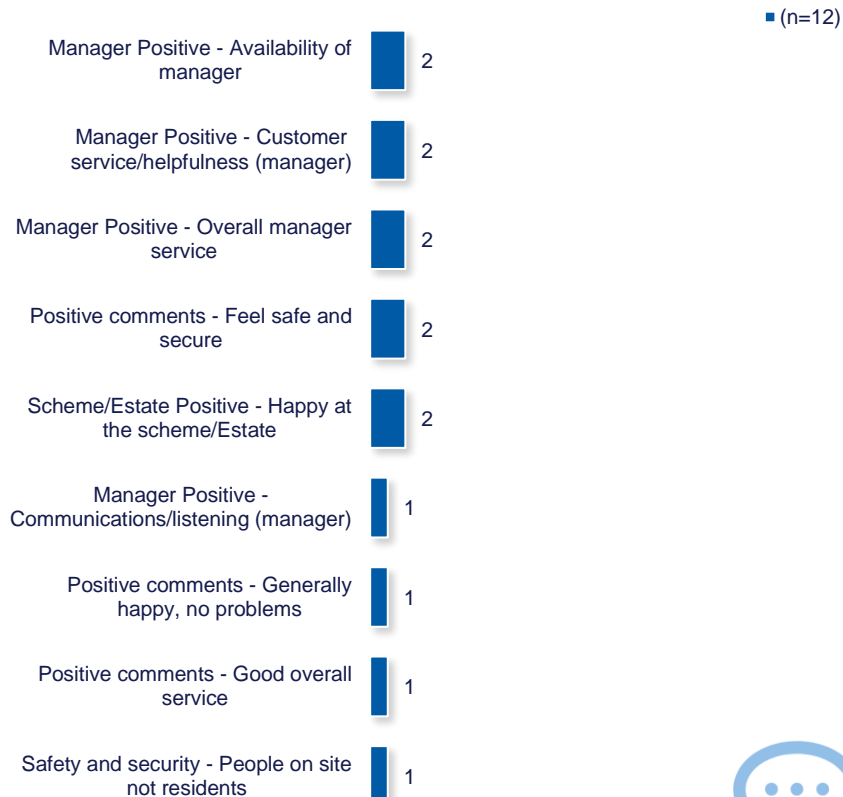 (n=12)
Manager Positive - Availability of
manager
2
Manager Positive - Customer
service/helpfulness (manager)
2
Manager Positive - Overall manager
service
2
Positive comments - Feel safe and
secure
2
Scheme/Estate Positive - Happy at
the scheme/Estate
2
Manager Positive -
Communications/listening (manager)
1
Positive comments - Generally
happy, no problems
1
Positive comments - Good overall
service
1
Safety and security - People on site
not residents
1